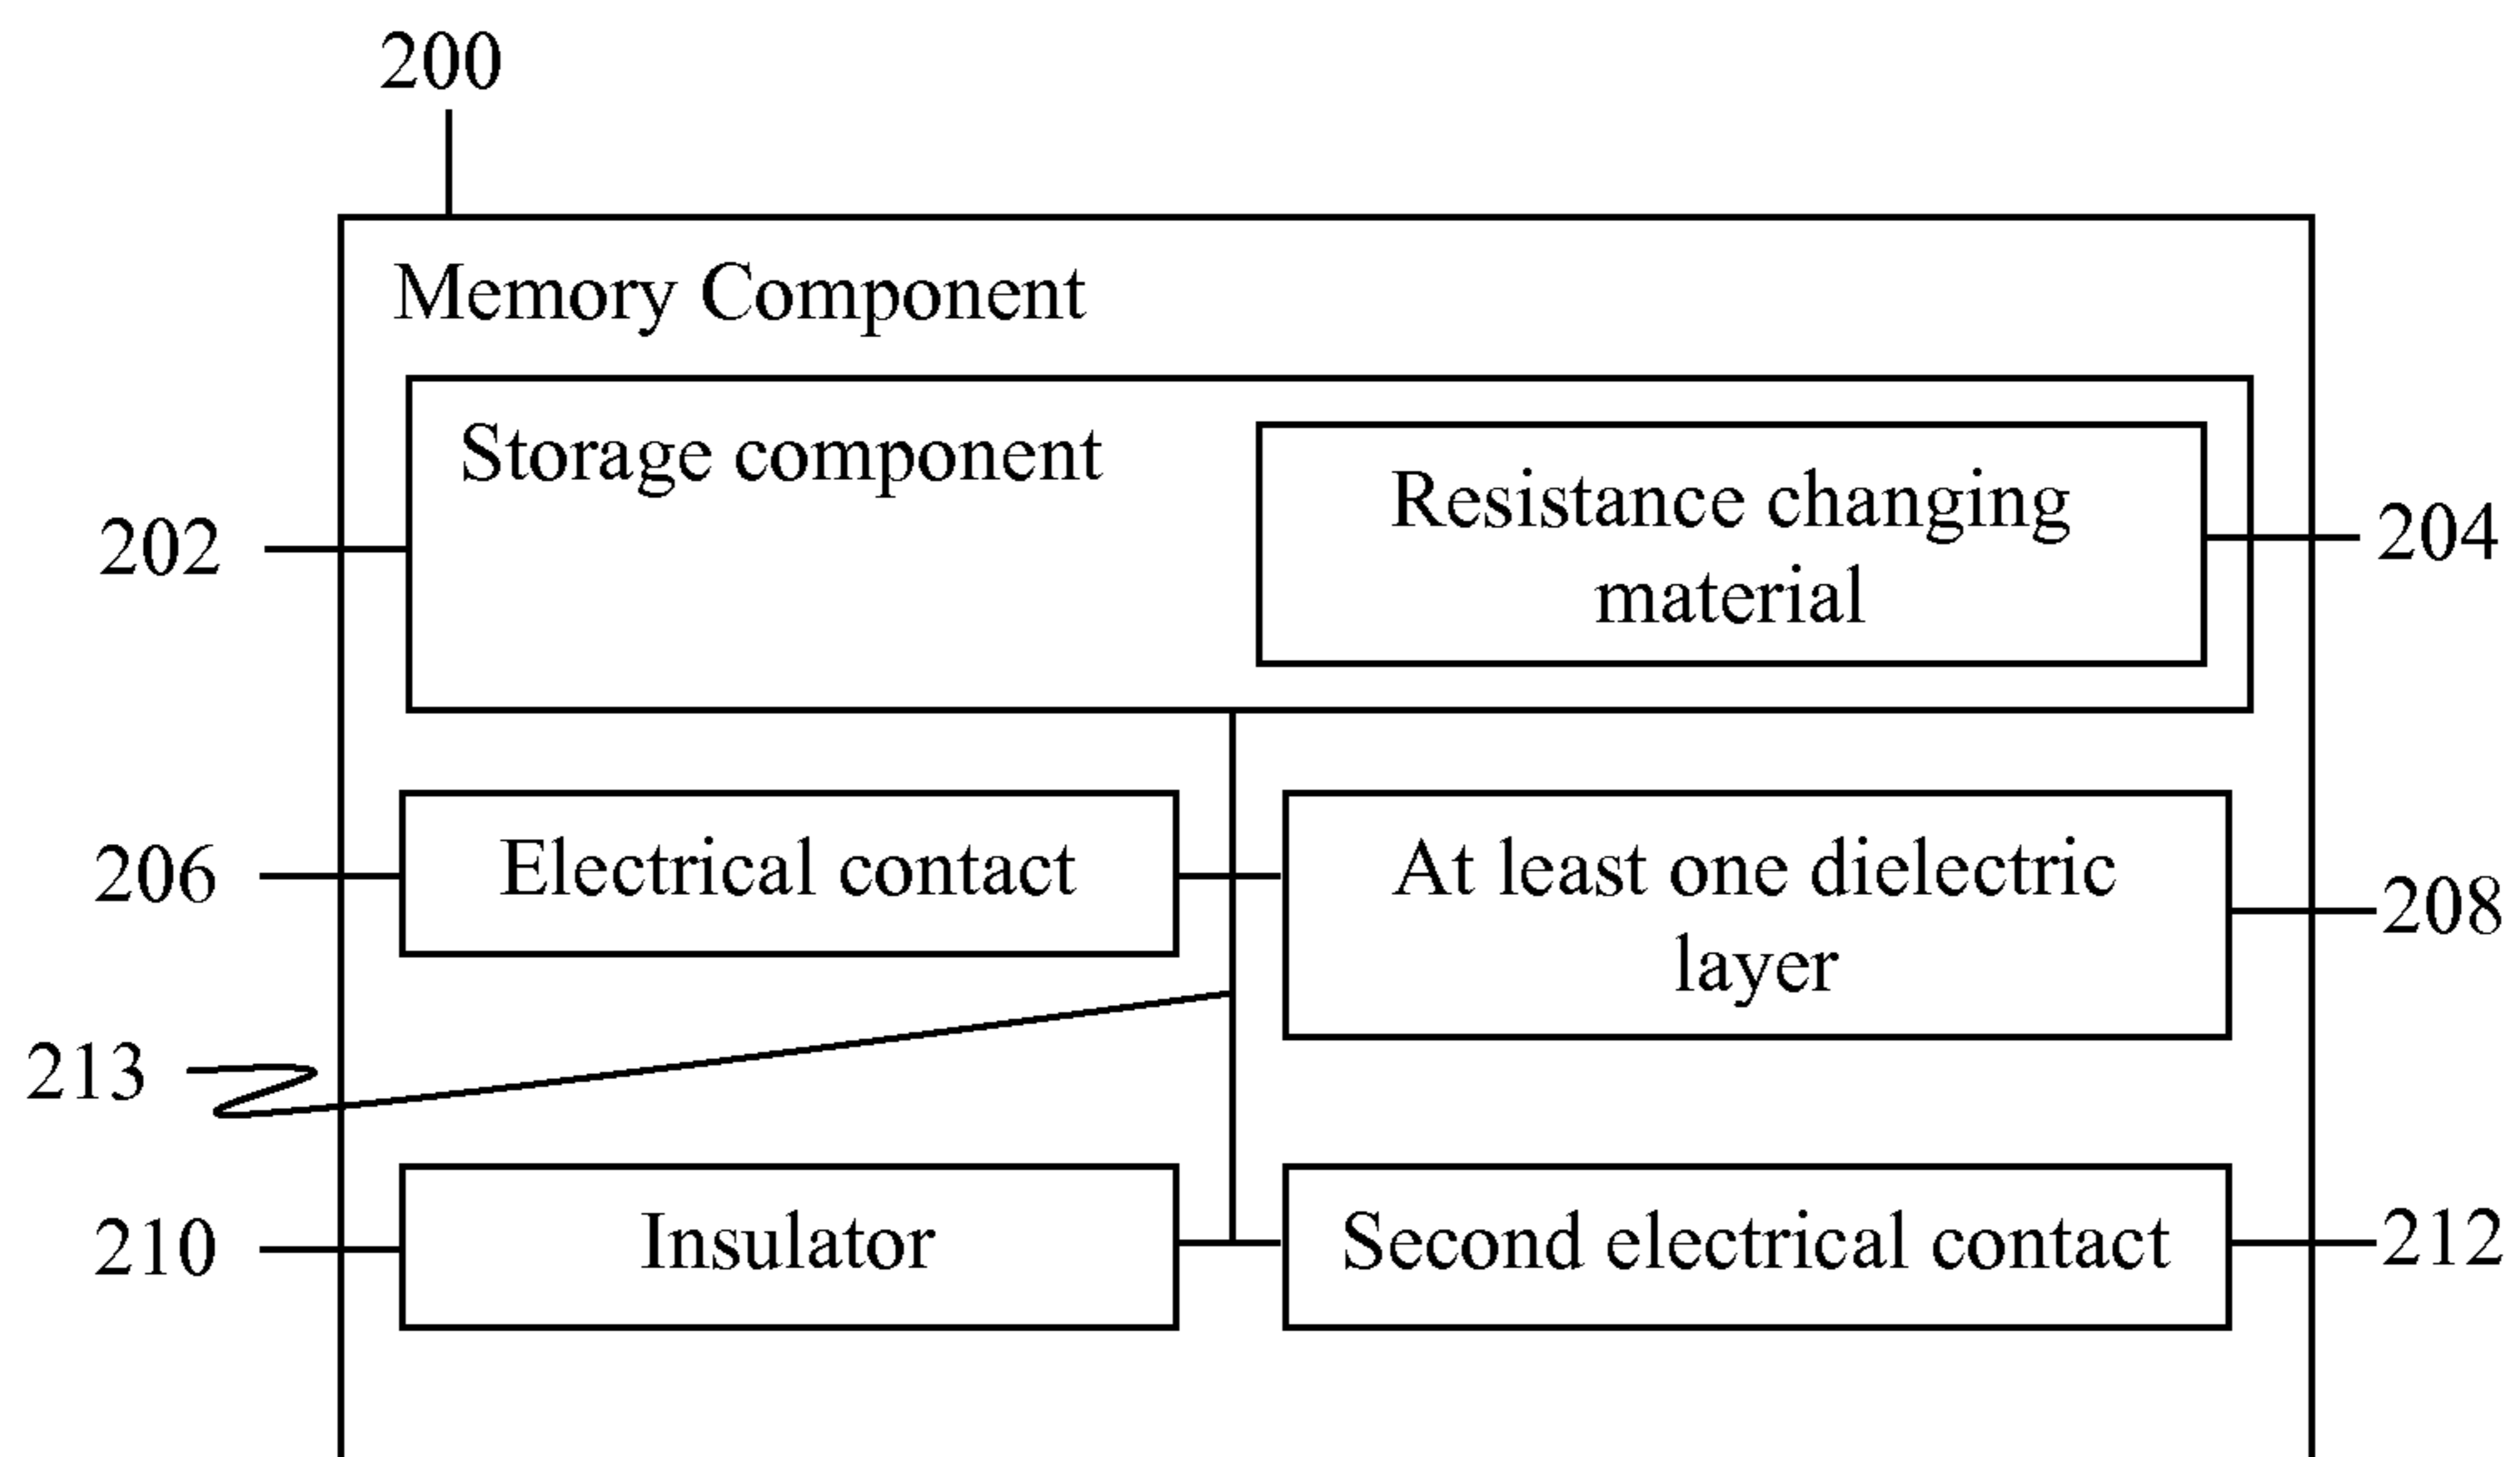 200
Memory Component
Storage component
Resistance changing
material
202
204
Electrical contact
At least one dielectric
layer
206
208
213
Insulator
Second electrical contact
210
212